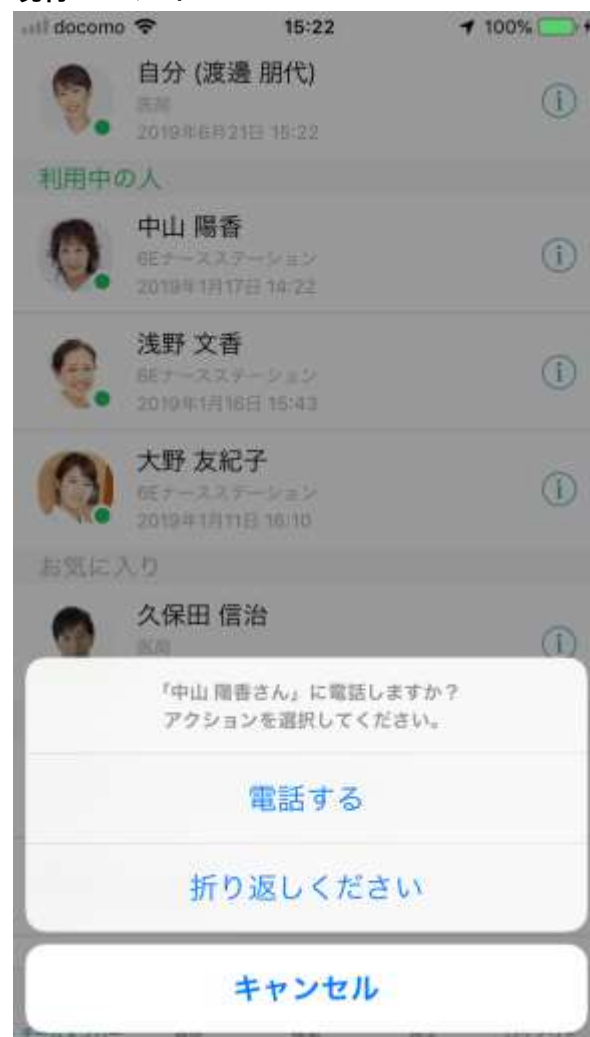 docomo 15:22 100%
自分 (渡邊 朋代)
医局
2019年6月21日 15:22
利用中の人
中山 陽香
6Eナースステーション
2019年1月17日 14:22
浅野 文香
6Eナースステーション
2019年1月16日 15:43
大野 友紀子
6Eナースステーション
2019年1月11日 16:10
お気に入り
久保田 信治
医局
「中山 陽香さん」に電話しますか?
アクションを選択してください。
電話する
折り返しください
キャンセル